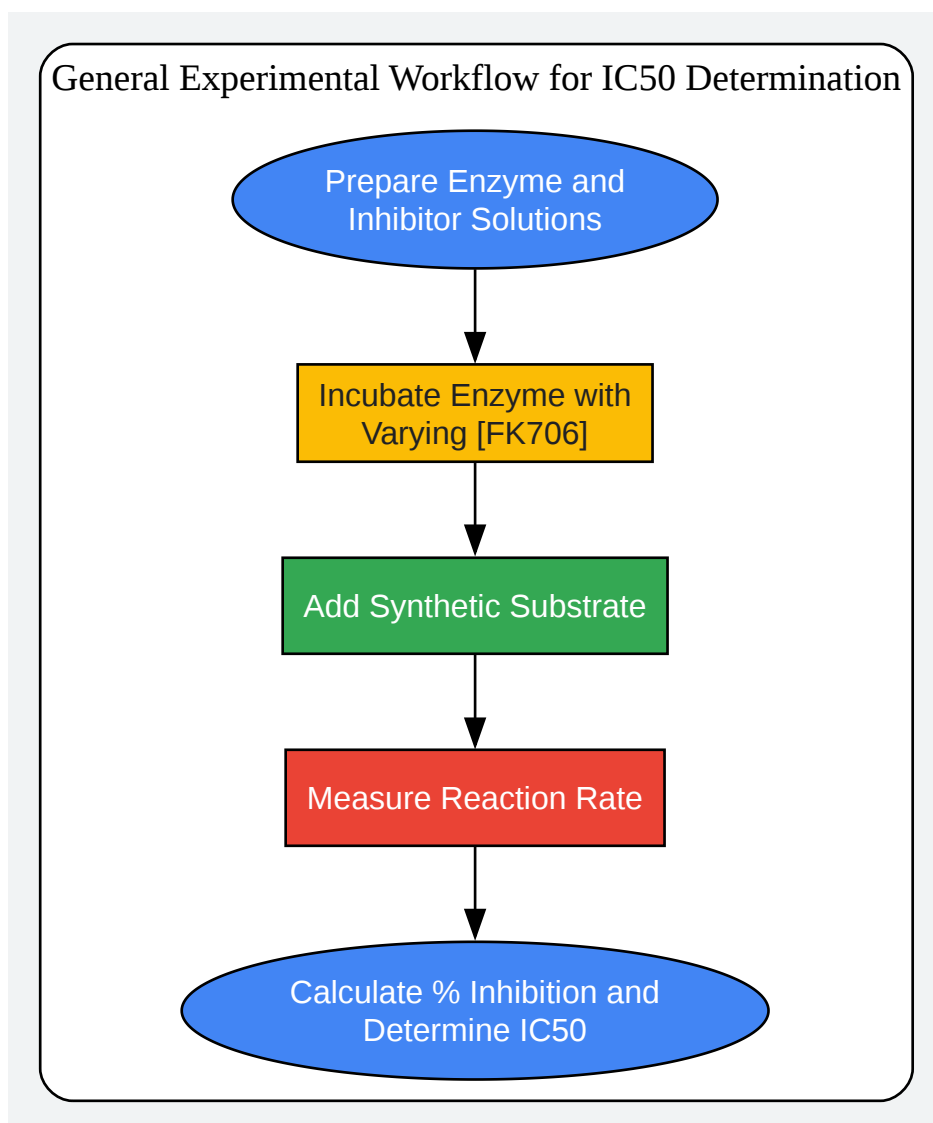 General Experimental Workflow for IC50 Determination
Prepare Enzyme and
Inhibitor Solutions
Incubate Enzyme with
Varying [FK706]
Add Synthetic Substrate
Measure Reaction Rate
Calculate % Inhibition and
Determine IC50